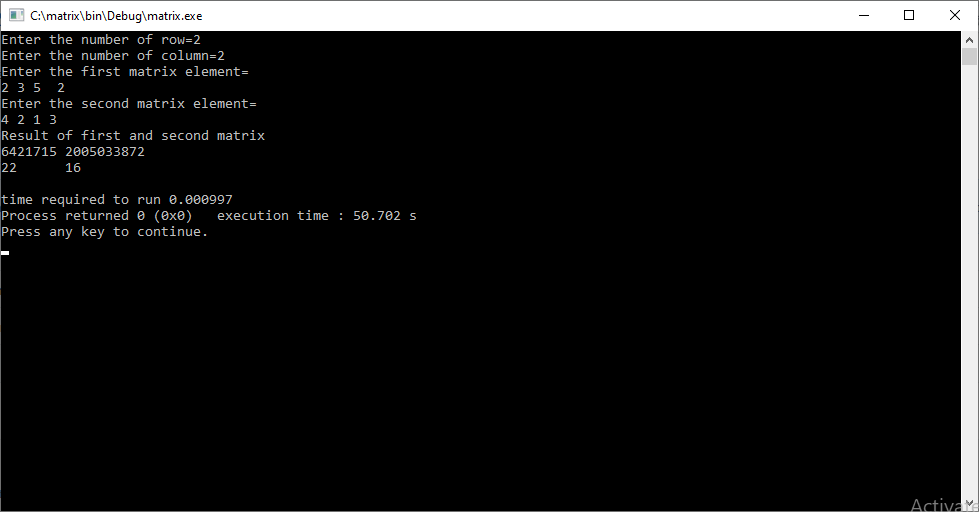 C:\matrix\bin\Debug\matrix.exe
Enter the number of row=2
Enter the number of column=2
Enter the first matrix element=
2 3 5  2
Enter the second matrix element=
4 2 1 3
Result of first and second matrix
6421715 2005033872
22      16
time required to run 0.000997
Process returned 0 (0x0)   execution time : 50.702 s
Press any key to continue.